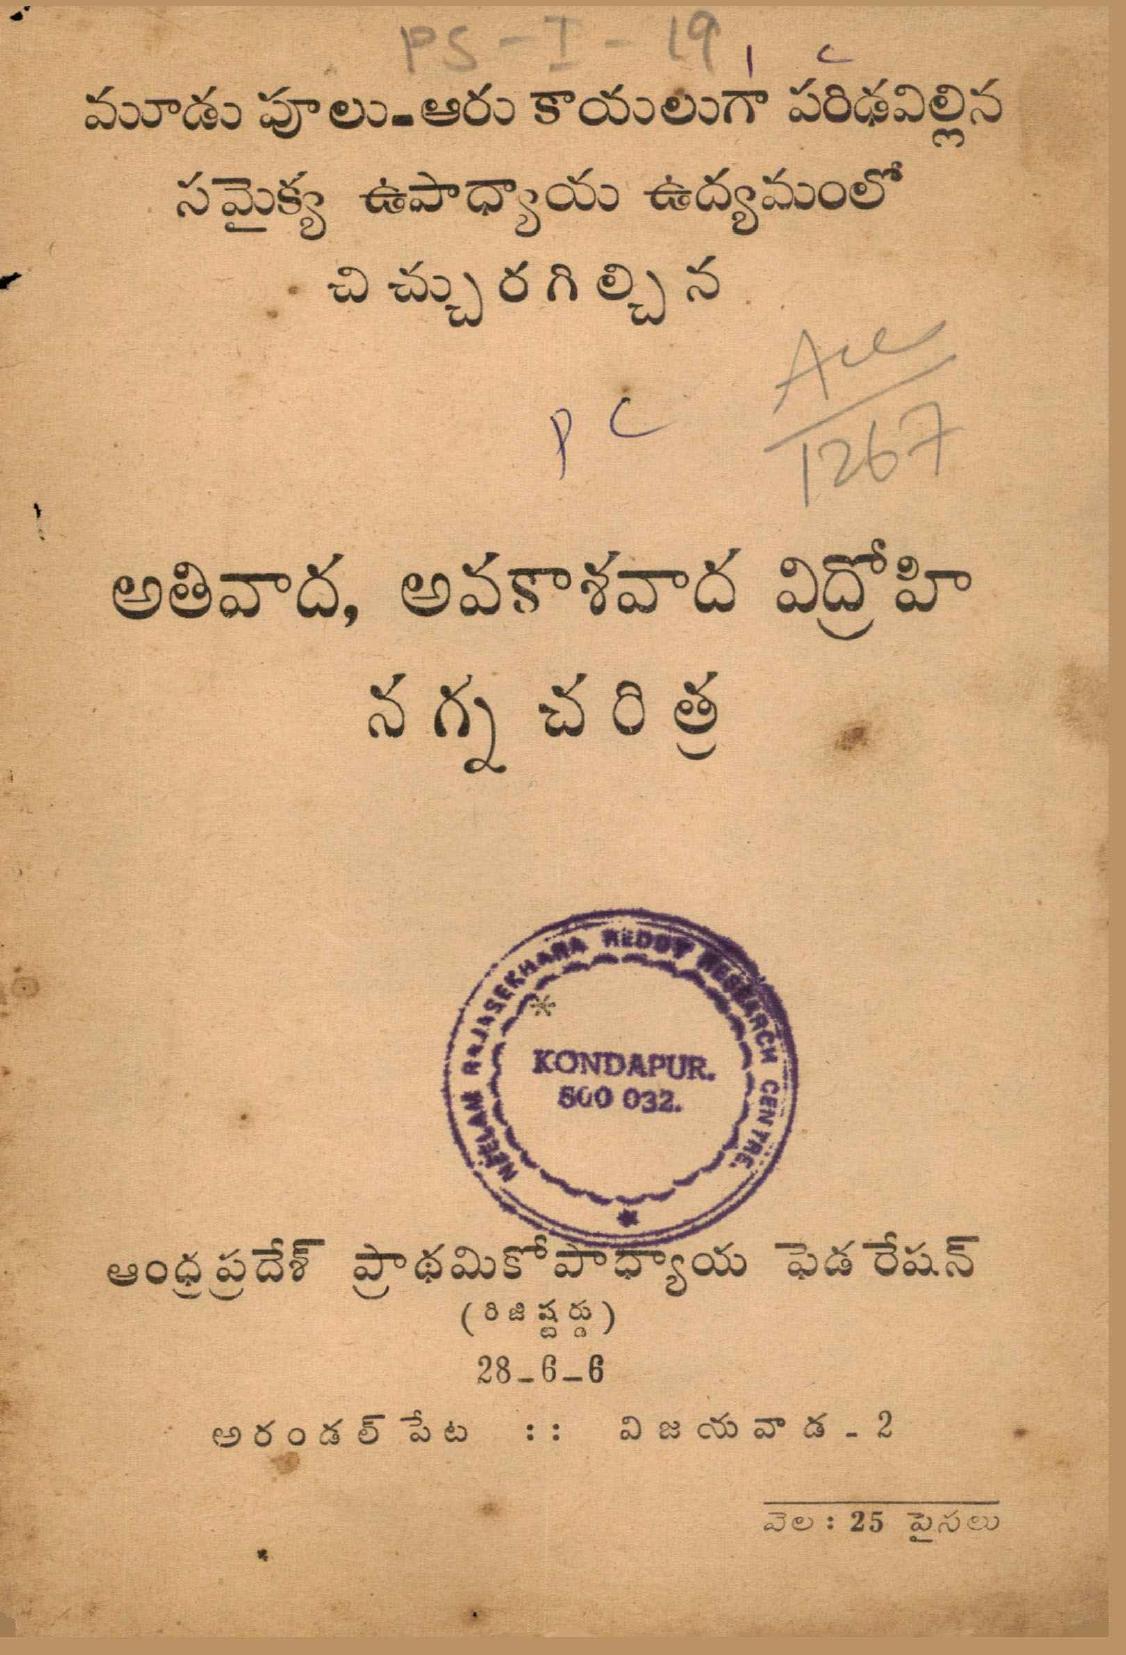 PS-I-19
మూడు పూలు-ఆరు కాయలుగా పరిఢవిల్లిన
సమైక్య ఉపాధ్యాయ ఉద్యమంలో
చిచ్చురగిల్చిన
P C
1267
అతివాద, అవకాశవాద విద్రోహి
నగ్న చరిత్ర
NEELAM RAJASEKHARA REDDY RESEARCH CENTRE.
KONDAPUR.
500 032.
ఆంధ్రప్రదేశ్ ప్రాథమికోపాధ్యాయ ఫెడరేషన్
(రిజిష్టర్డు)
28-6-6
అరండల్ పేట :: విజయవాడ-2
వెల : 25 పైసలు